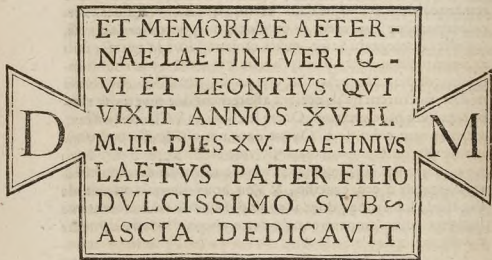 D M
ET MEMORIAE AETER-
NAE LAETINI VERI Q-
VI ET LEONTIVS QVI
VIXIT ANNOS XVIII.
M. III. DIES XV. LAETINIVS
LAETVS PATER FILIO
DVLCISSIMO SVB
ASCIA DEDICAVIT